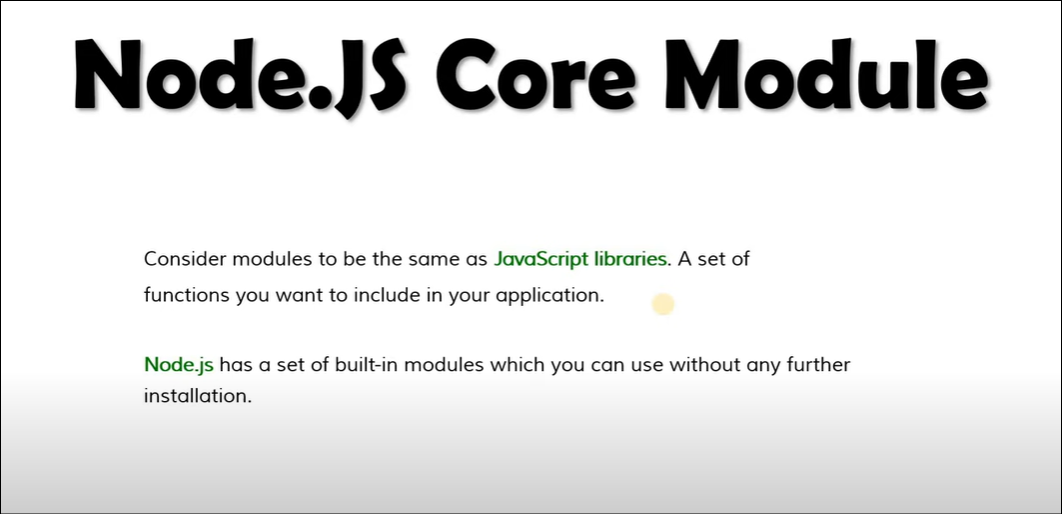 Node.JS Core Module
Consider modules to be the same as JavaScript libraries. A set of
functions you want to include in your application.
Node.js has a set of built-in modules which you can use without any further
installation.